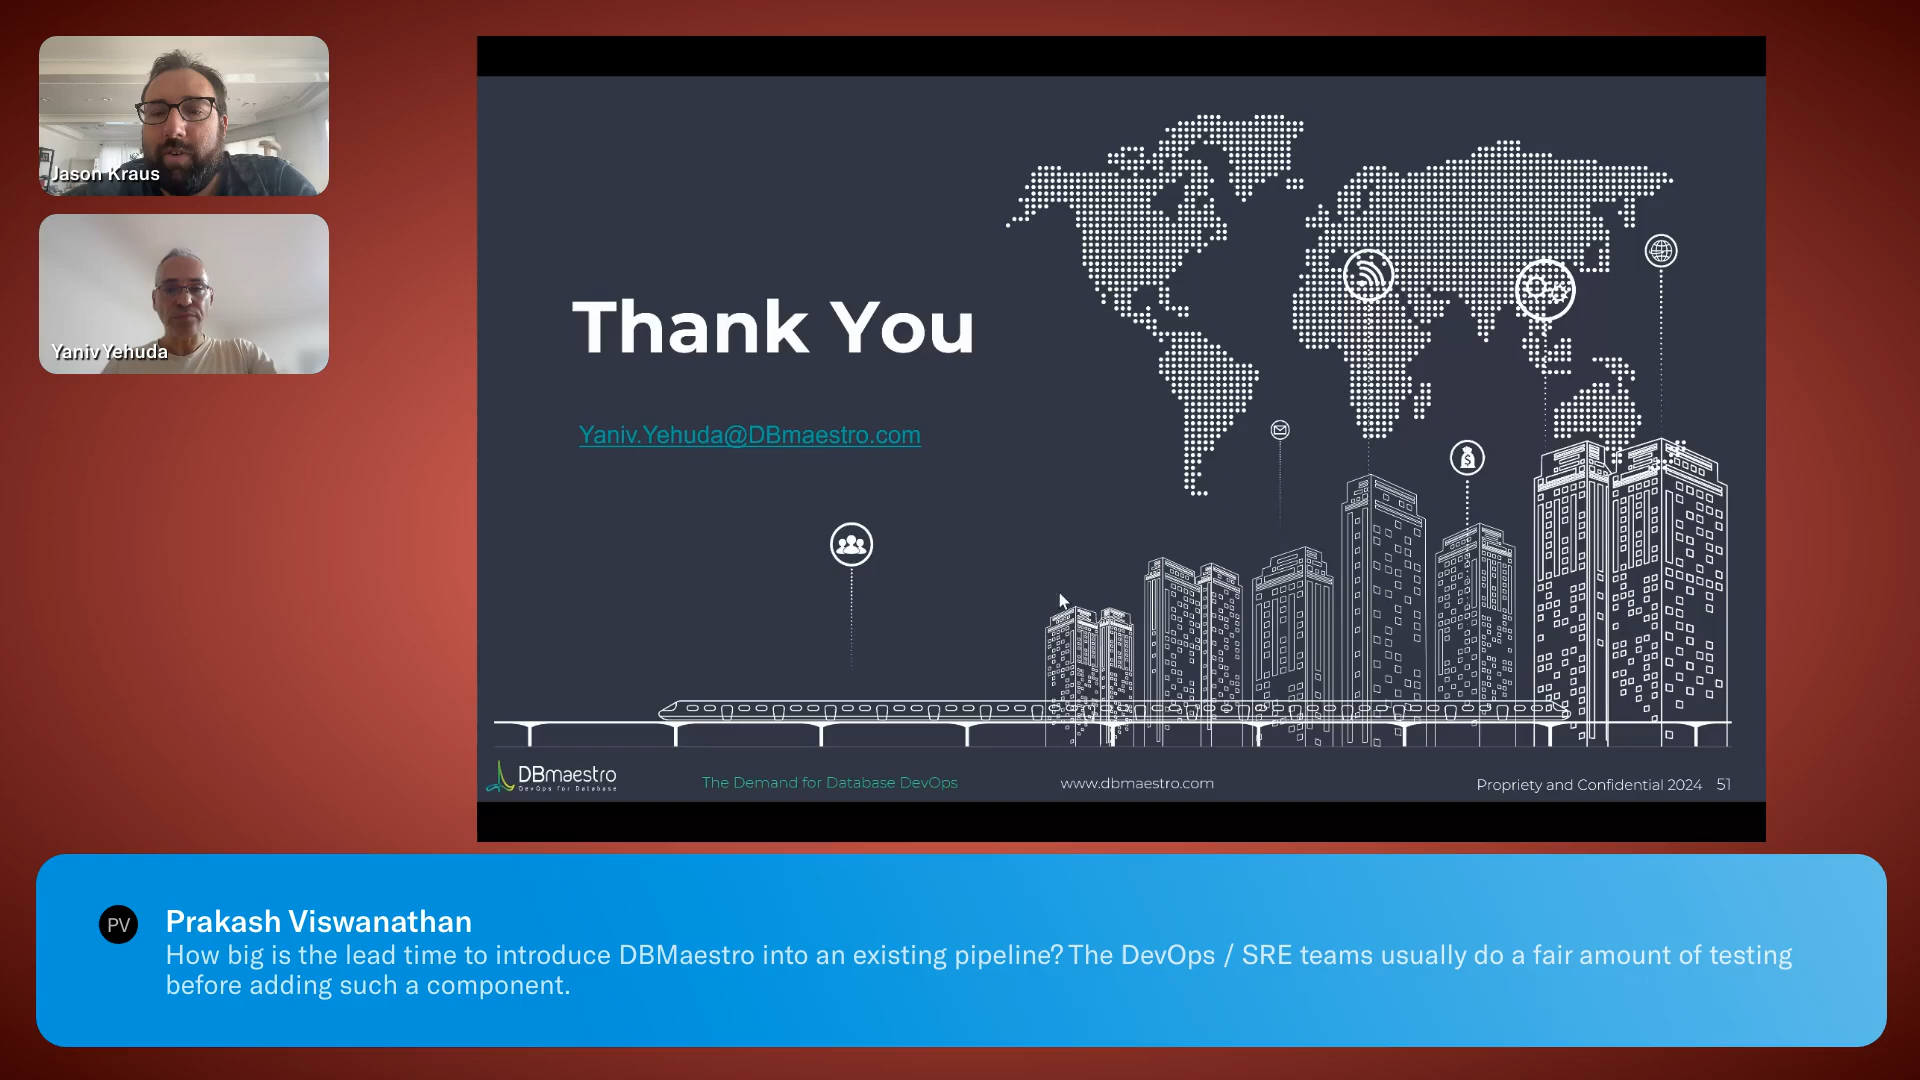 Jason Kraus
Yaniv Yehuda
Thank You
Yaniv.Yehuda@DBmaestro.com
$
DBmaestro
DevOps for Database
The Demand for Database DevOps
www.dbmaestro.com
Propriety and Confidential 2024 51
PV
Prakash Viswanathan
How big is the lead time to introduce DBMaestro into an existing pipeline? The DevOps / SRE teams usually do a fair amount of testing
before adding such a component.